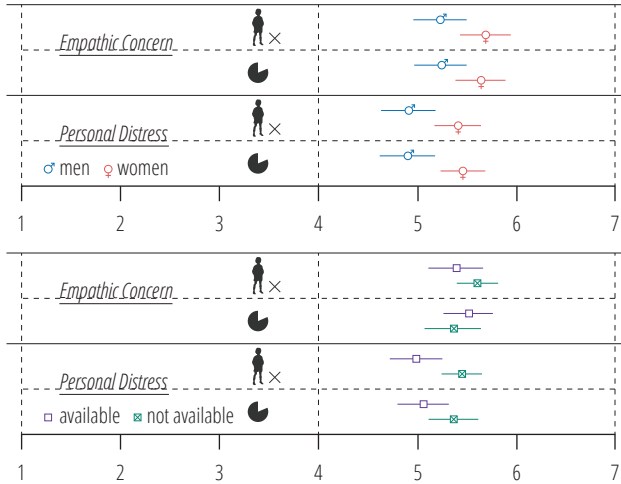 Empathic Concern
Personal Distress
men women
1 2 3 4 5 6 7
Empathic Concern
Personal Distress
available not available
1 2 3 4 5 6 7